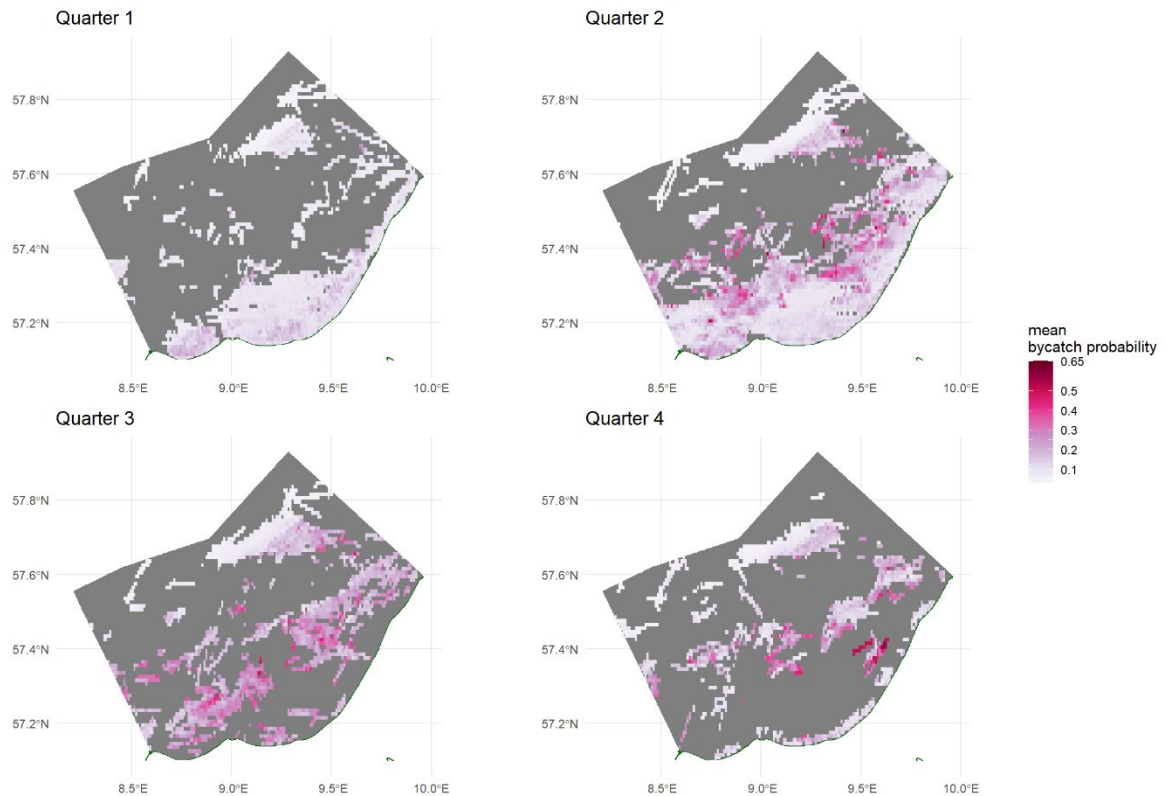 Quarter 1
Quarter 2
57.8°N
57.6°N
57.4°N
57.2°N
8.5°E 9.0°E 9.5°E 10.0°E
57.8°N
57.6°N
57.4°N
57.2°N
8.5°E 9.0°E 9.5°E 10.0°E
mean
bycatch probability
0.65
0.5
0.4
0.3
0.2
0.1
Quarter 3
Quarter 4
57.8°N
57.6°N
57.4°N
57.2°N
8.5°E 9.0°E 9.5°E 10.0°E
57.8°N
57.6°N
57.4°N
57.2°N
8.5°E 9.0°E 9.5°E 10.0°E